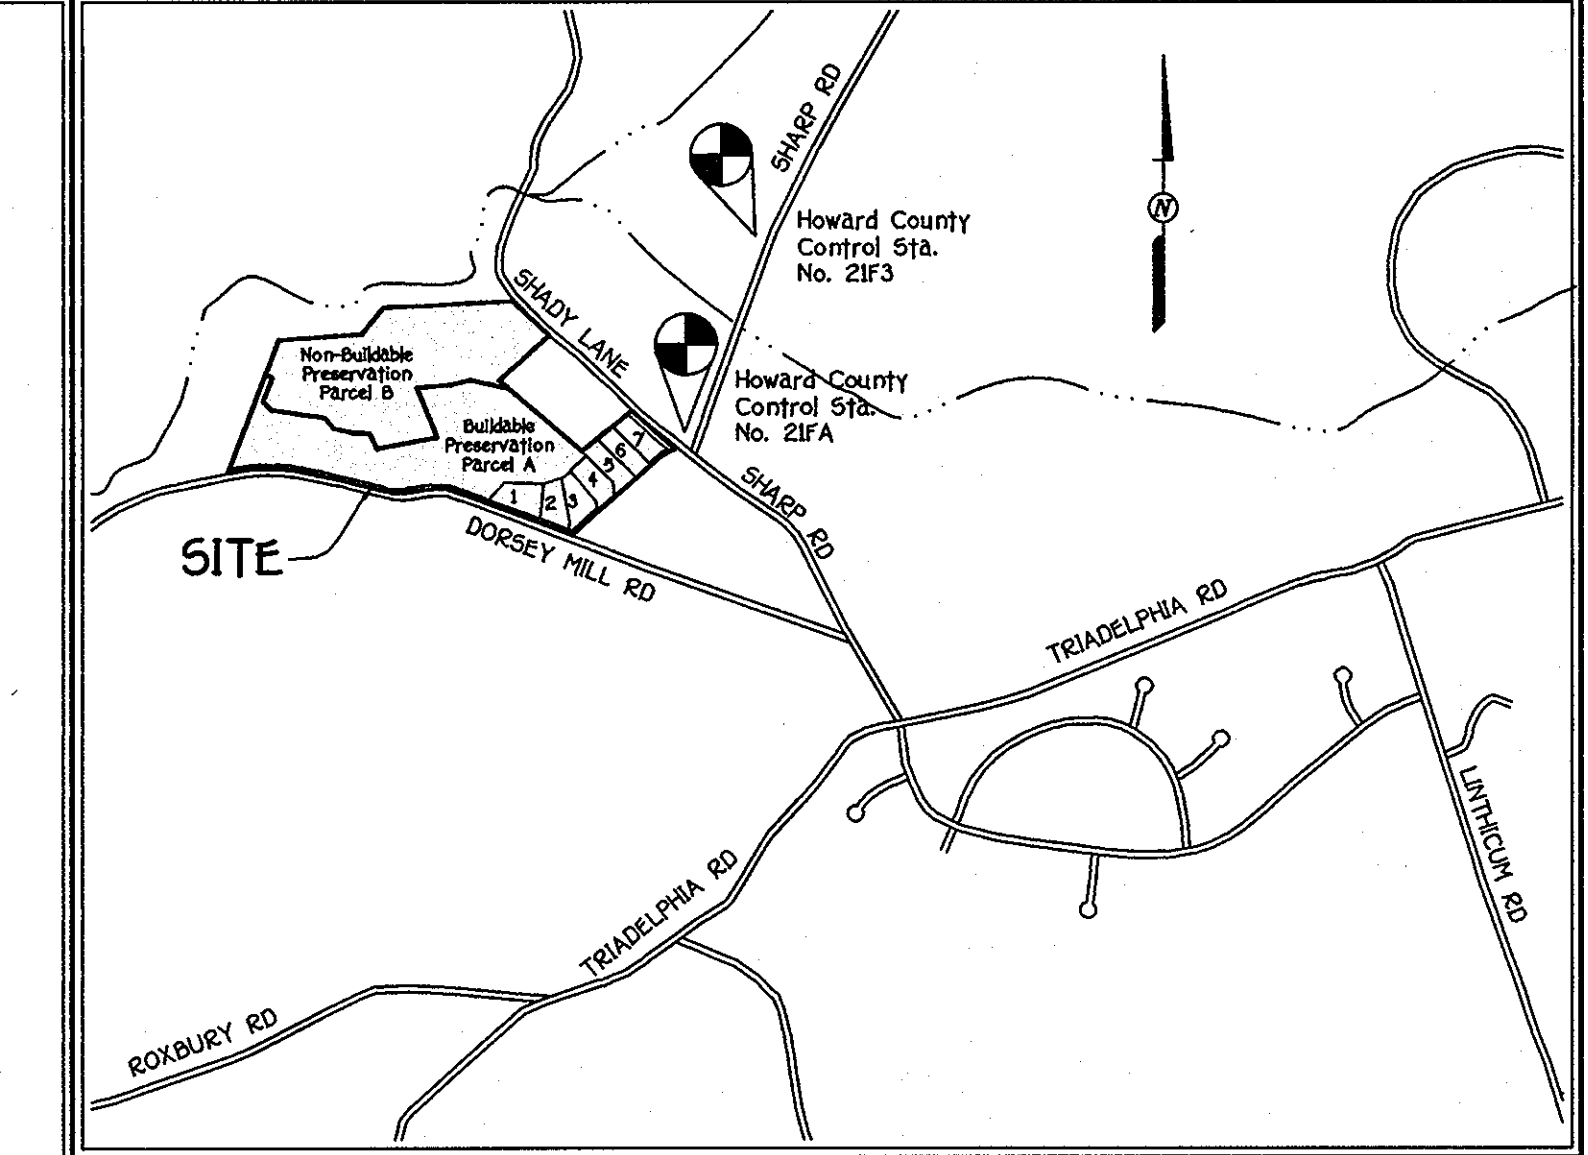 SHARP RD
N
Howard County
Control Sta.
No. 21F3
SHADY LANE
Non-Buildable
Preservation
Parcel B
Howard County
Control Sta.
No. 21FA
Buildable
Preservation
Parcel A
7
6
5
4
3
2
1
SHARP RD
SITE
DORSEY MILL RD
TRIADELPHIA RD
LINTHICUM RD
TRIADELPHIA RD
ROXBURY RD